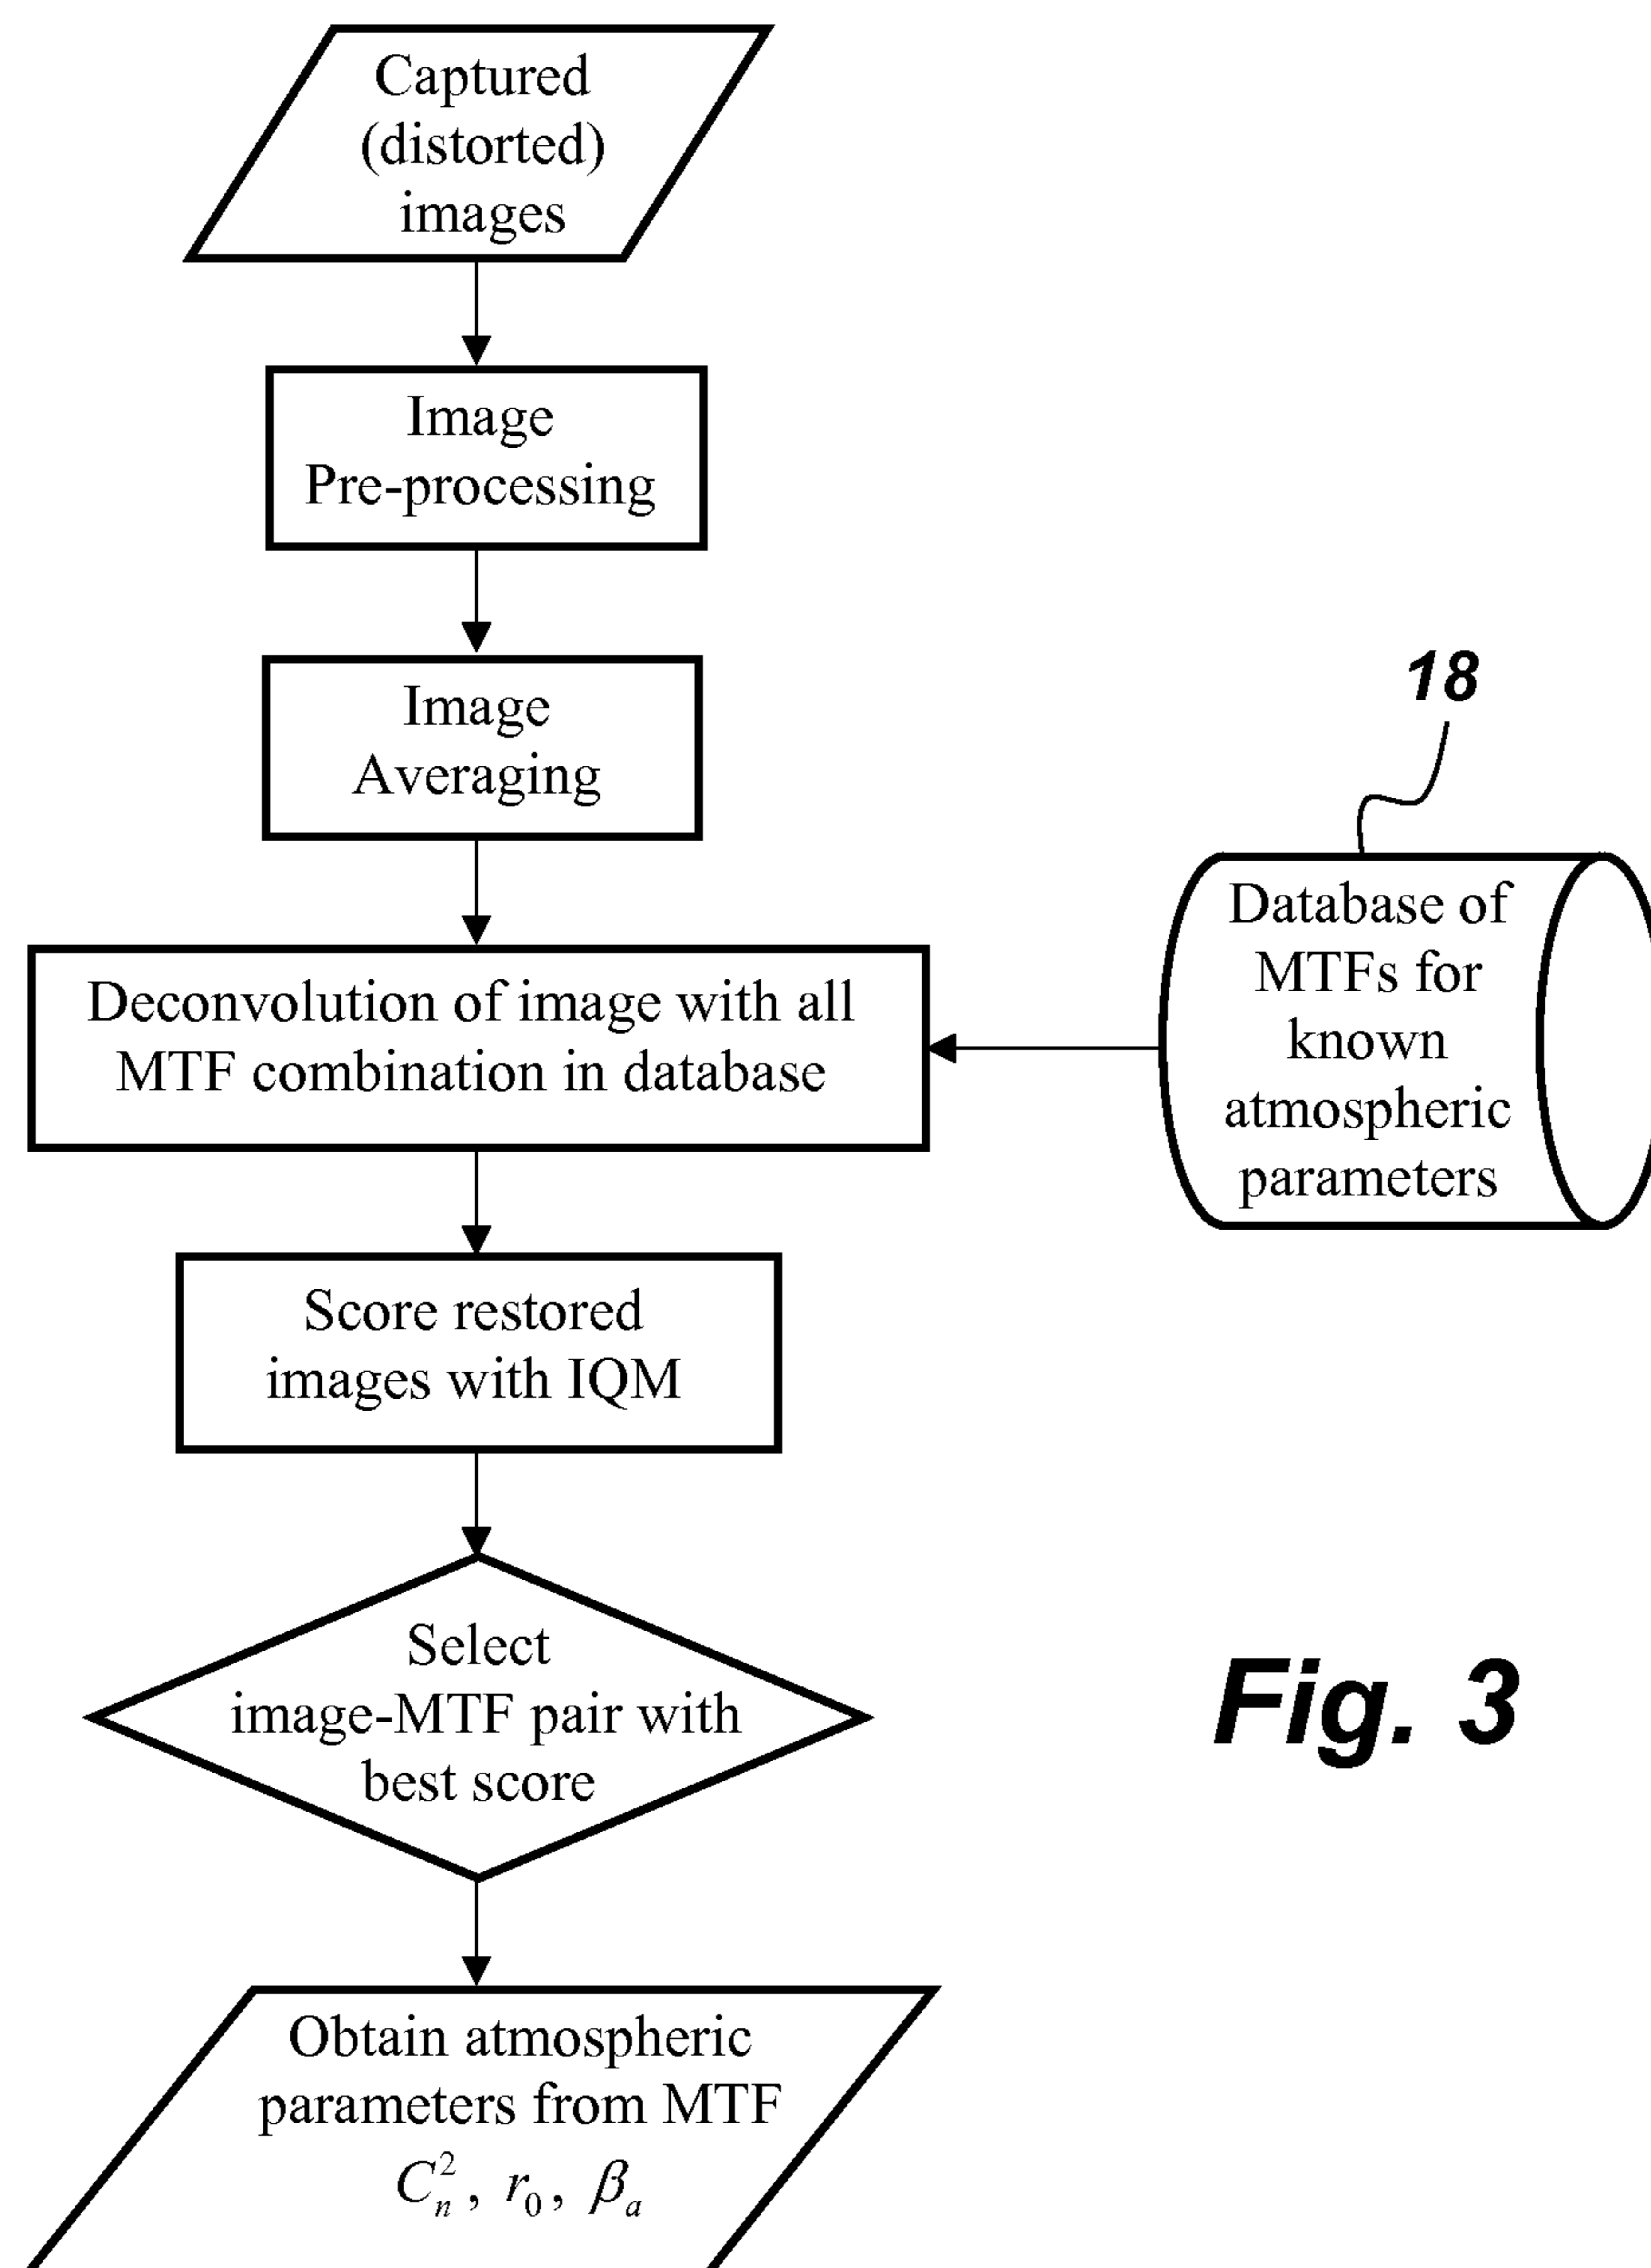 Captured
(distorted)
images
Image
Pre-processing
Image
Averaging
18
Database of
MTFs for
known
atmospheric
parameters
Deconvolution of image with all
MTF combination in database
Score restored
images with IQM
Select
image-MTF pair with
best score
Fig. 3
Obtain atmospheric
parameters from MTF
$C_n^2$, $r_0$, $\beta_a$